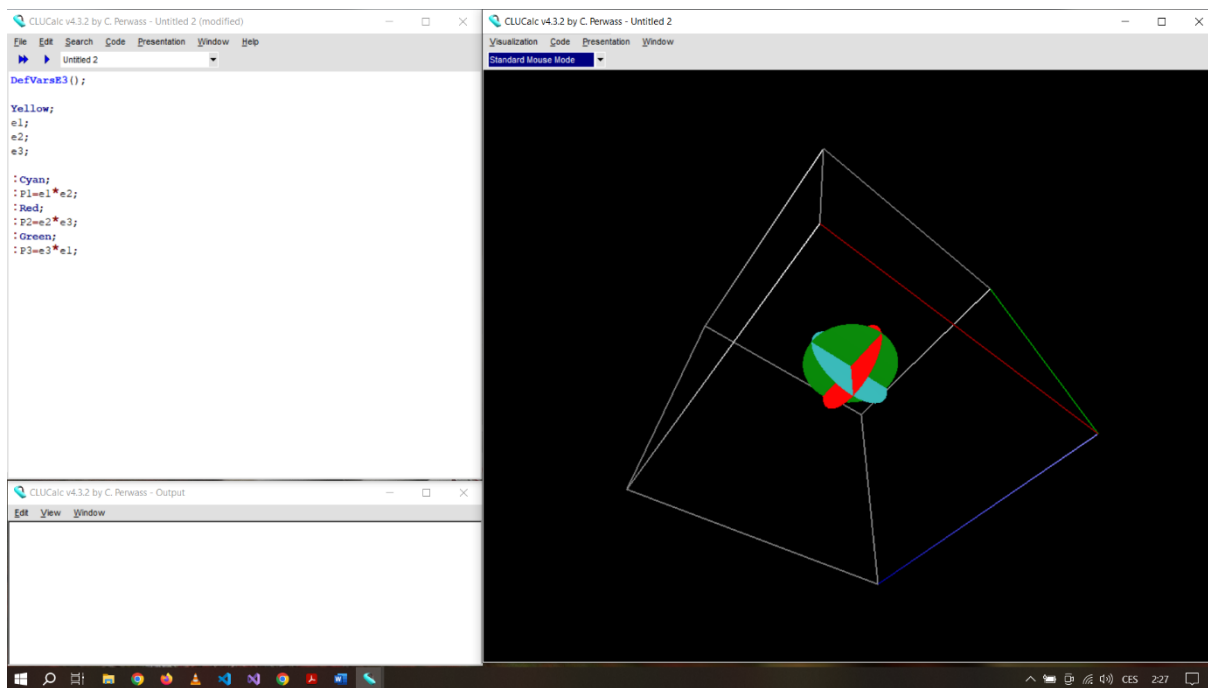 CLUCalc v4.3.2 by C. Perwass - Untitled 2 (modified)
File Edit Search Code Presentation Window Help
Untitled 2
DefVarsE3();
Yellow;
e1;
e2;
e3;
:Cyan;
:P1=e1*e2;
:Red;
:P2=e2*e3;
:Green;
:P3=e3*e1;
CLUCalc v4.3.2 by C. Perwass - Output
Edit View Window
CLUCalc v4.3.2 by C. Perwass - Untitled 2
Visualization Code Presentation Window
Standard Mouse Mode
CES 2:27